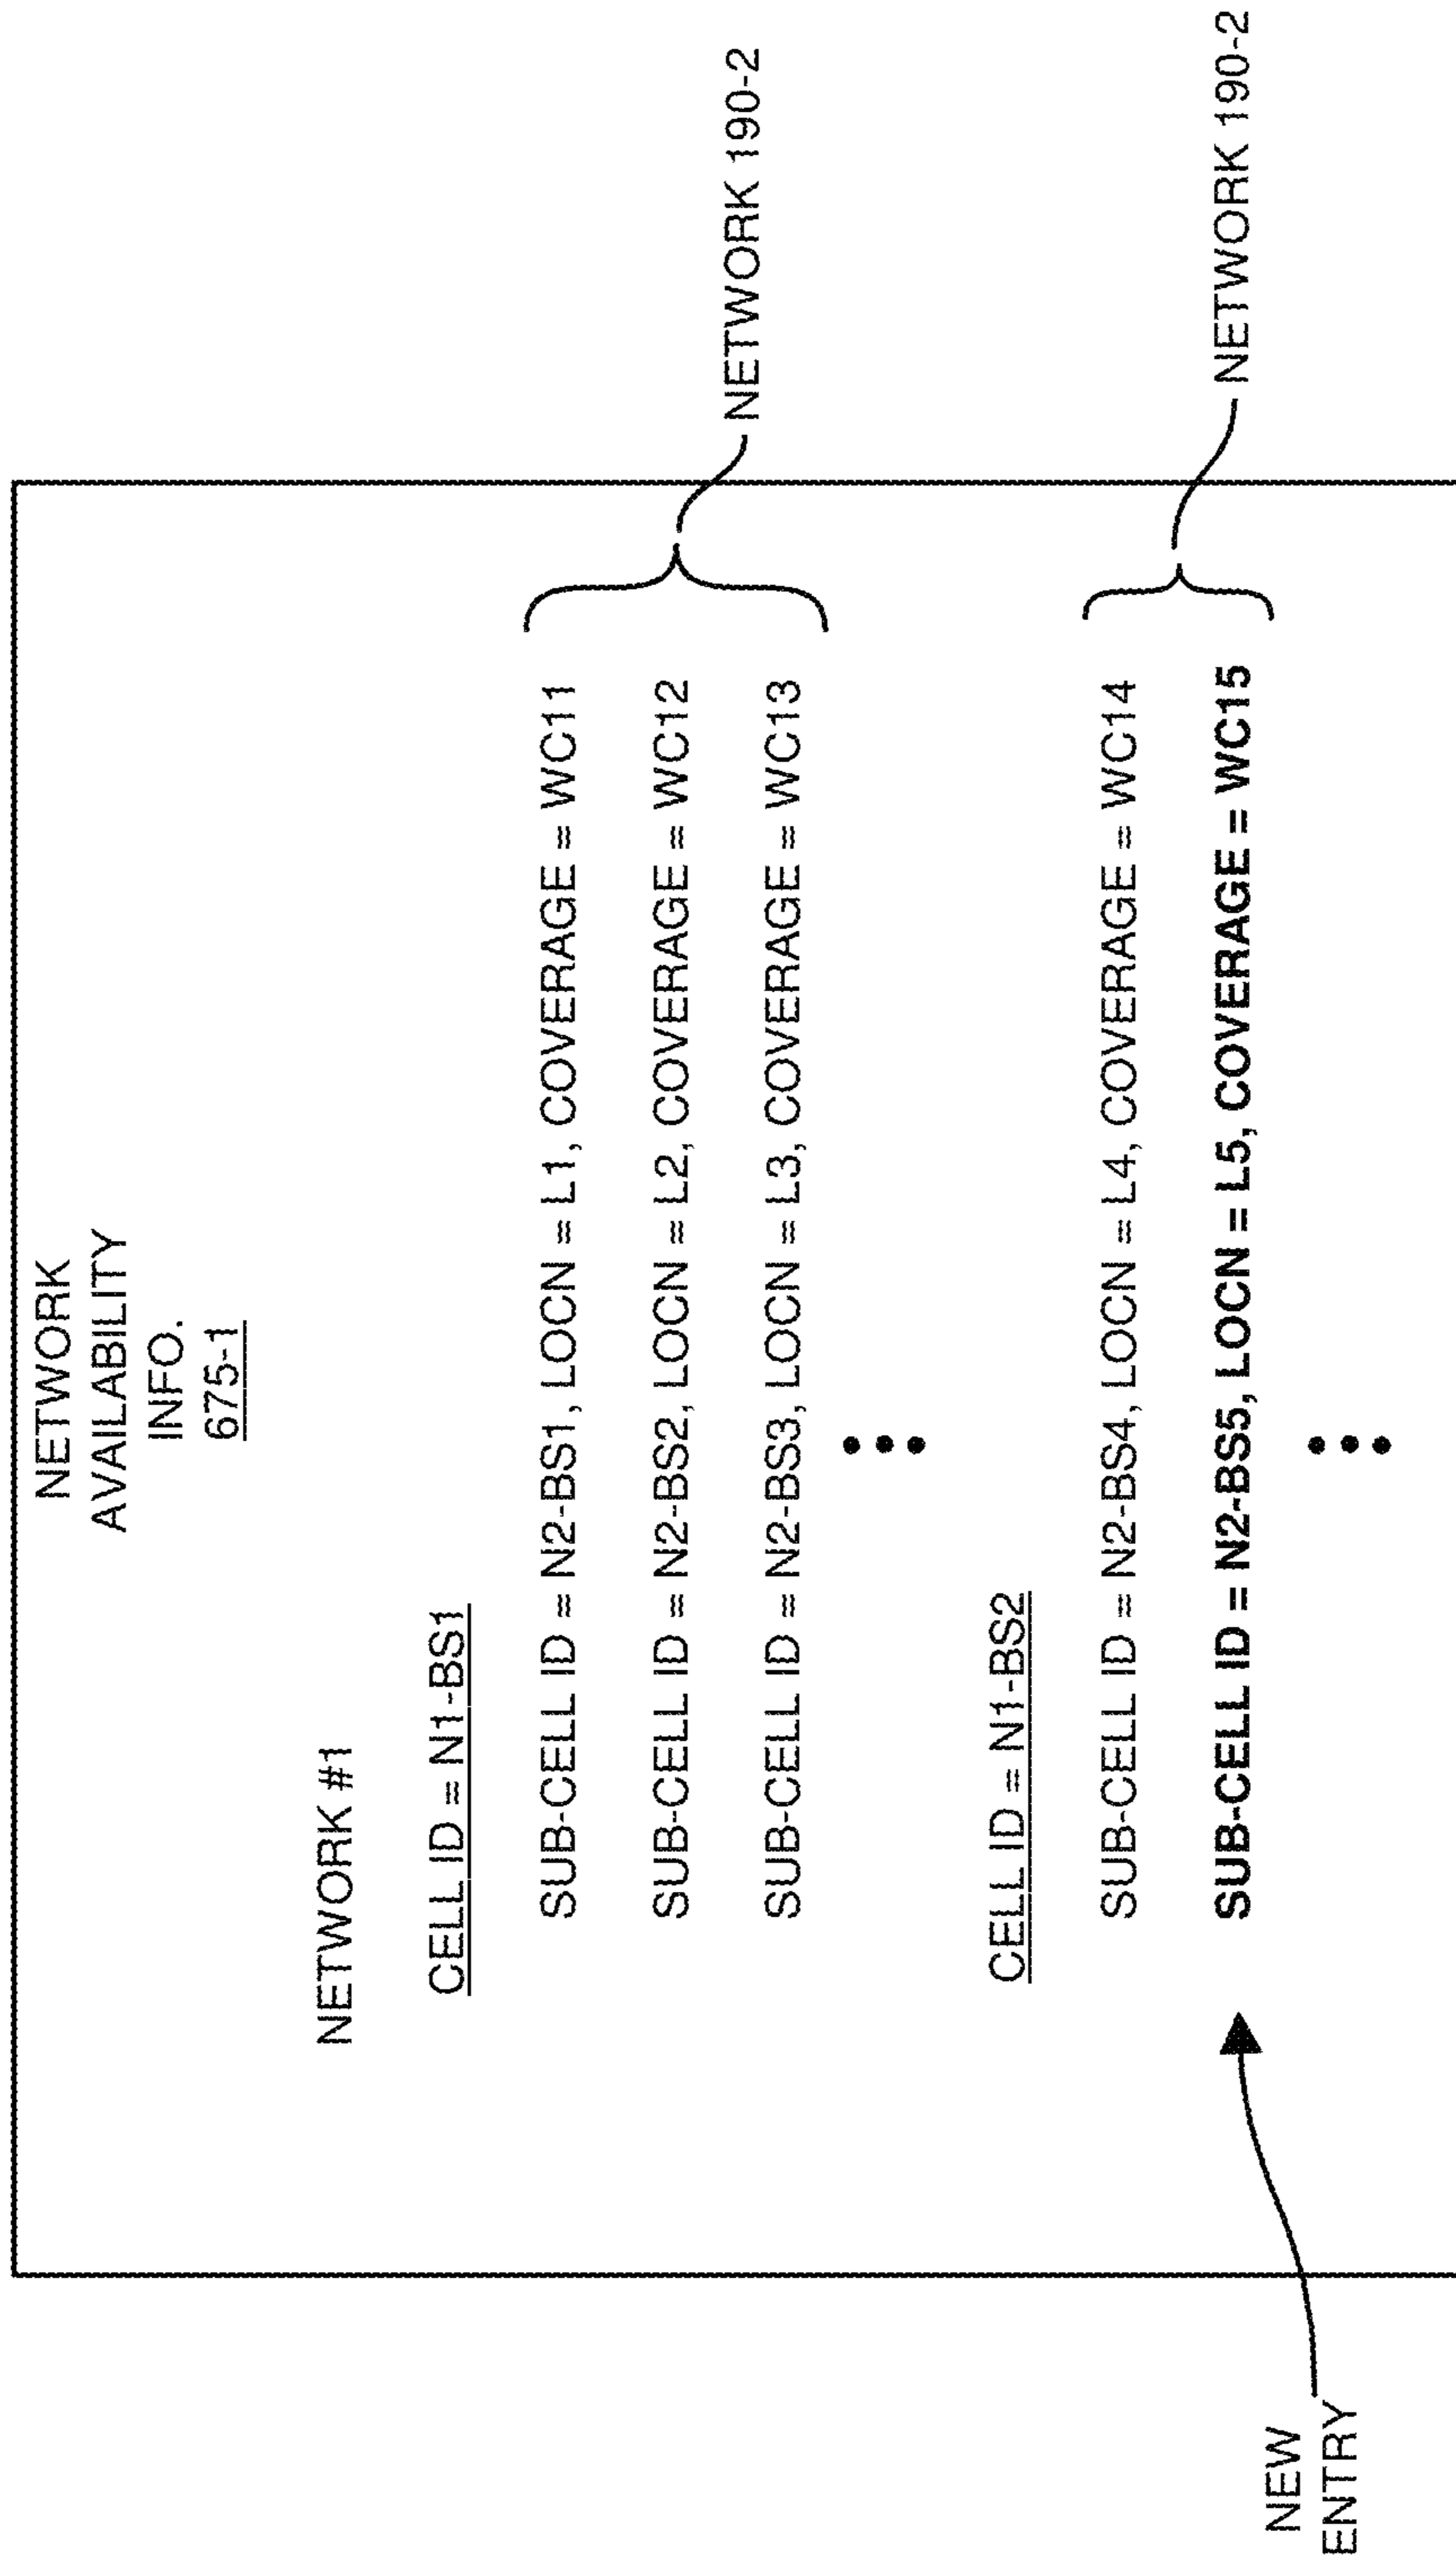 NETWORK
AVAILABILITY
INFO.
675-1
NETWORK #1
CELL ID = N1-BS1
SUB-CELL ID = N2-BS1, LOCN = L1, COVERAGE = WC11
SUB-CELL ID = N2-BS2, LOCN = L2, COVERAGE = WC12
SUB-CELL ID = N2-BS3, LOCN = L3, COVERAGE = WC13
NETWORK 190-2
CELL ID = N1-BS2
SUB-CELL ID = N2-BS4, LOCN = L4, COVERAGE = WC14
SUB-CELL ID = N2-BS5, LOCN = L5, COVERAGE = WC15
NETWORK 190-2
NEW
ENTRY